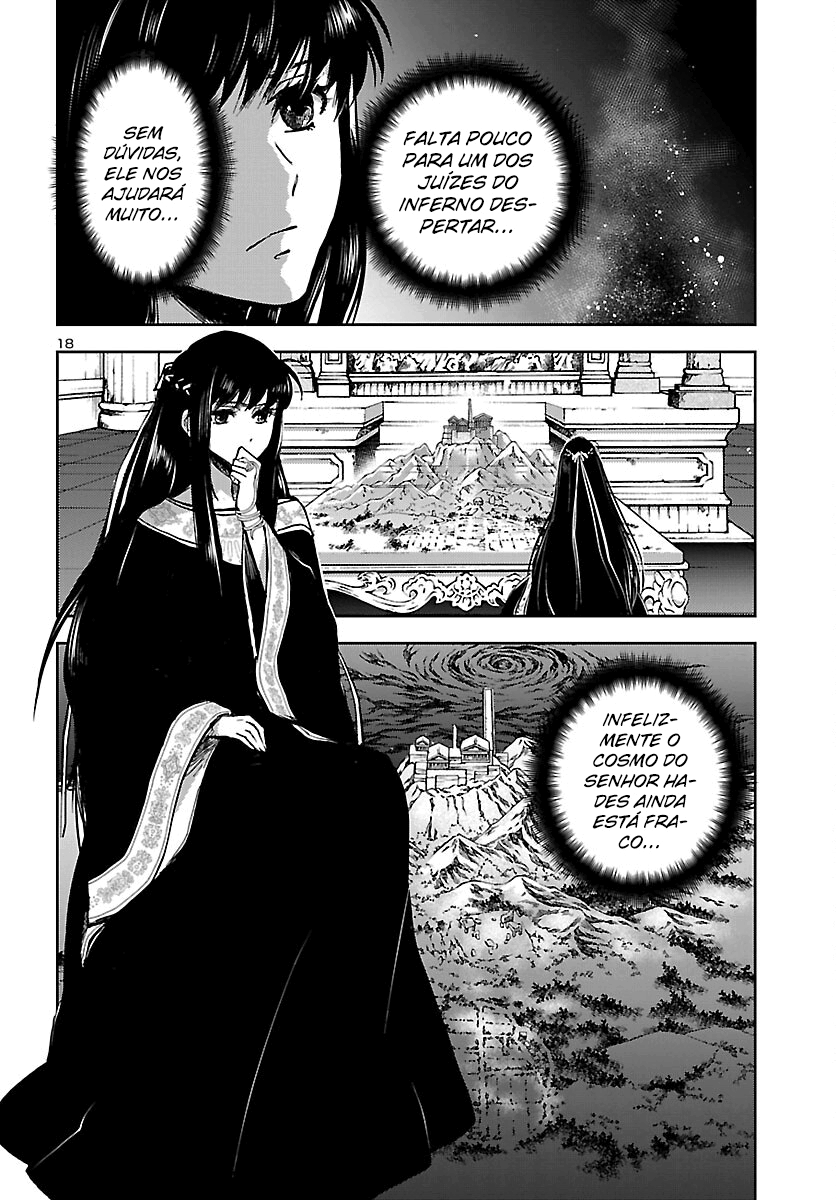 FALTA POUCO
PARA UM DOS
JUÍZES DO
INFERNO DES-
PERTAR...
SEM
DÚVIDAS,
ELE NOS
AJUDARÁ
MUITO...
18
INFELIZ-
MENTE O
COSMO DO
SENHOR HA-
DES AINDA
ESTÁ FRA-
CO...